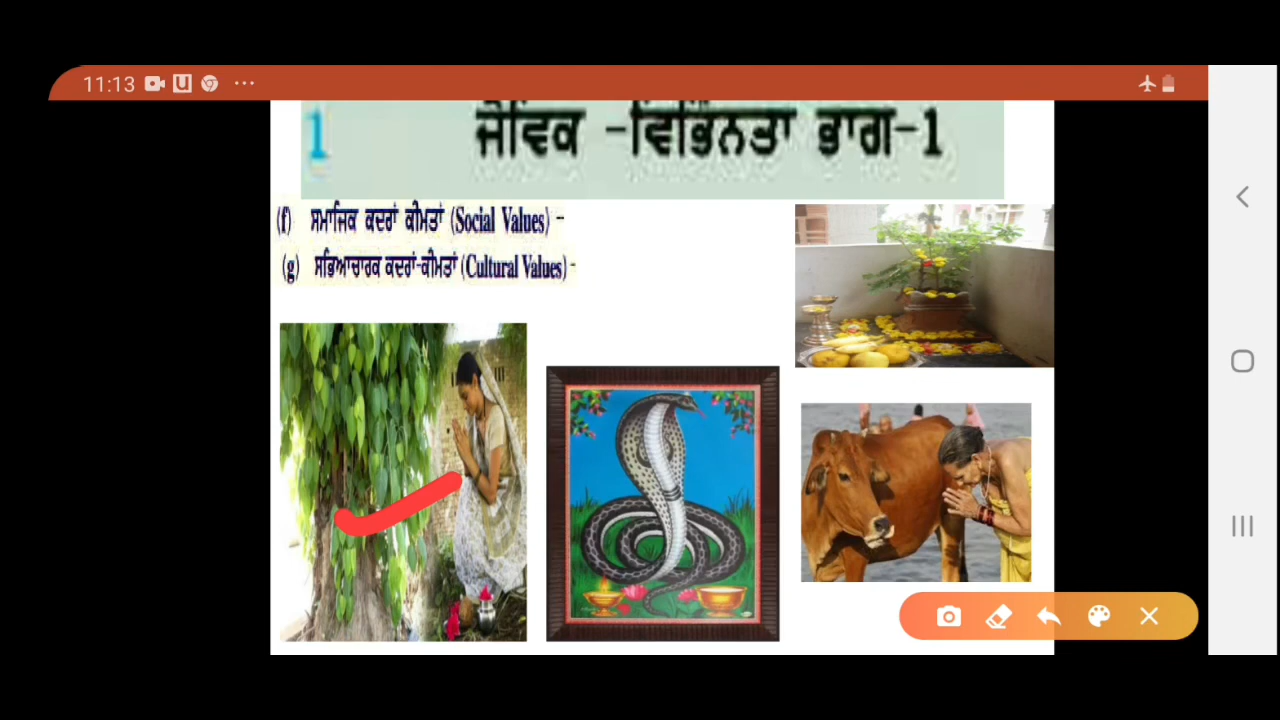 11:13
1 ਜੈਵਿਕ -ਵਿਭਿੰਨਤਾ ਭਾਗ-1
(f) ਸਮਾਜਿਕ ਕਦਰਾਂ ਕੀਮਤਾਂ (Social Values) -
(g) ਸਭਿਆਚਾਰਕ ਕਦਰਾਂ-ਕੀਮਤਾਂ (Cultural Values) -